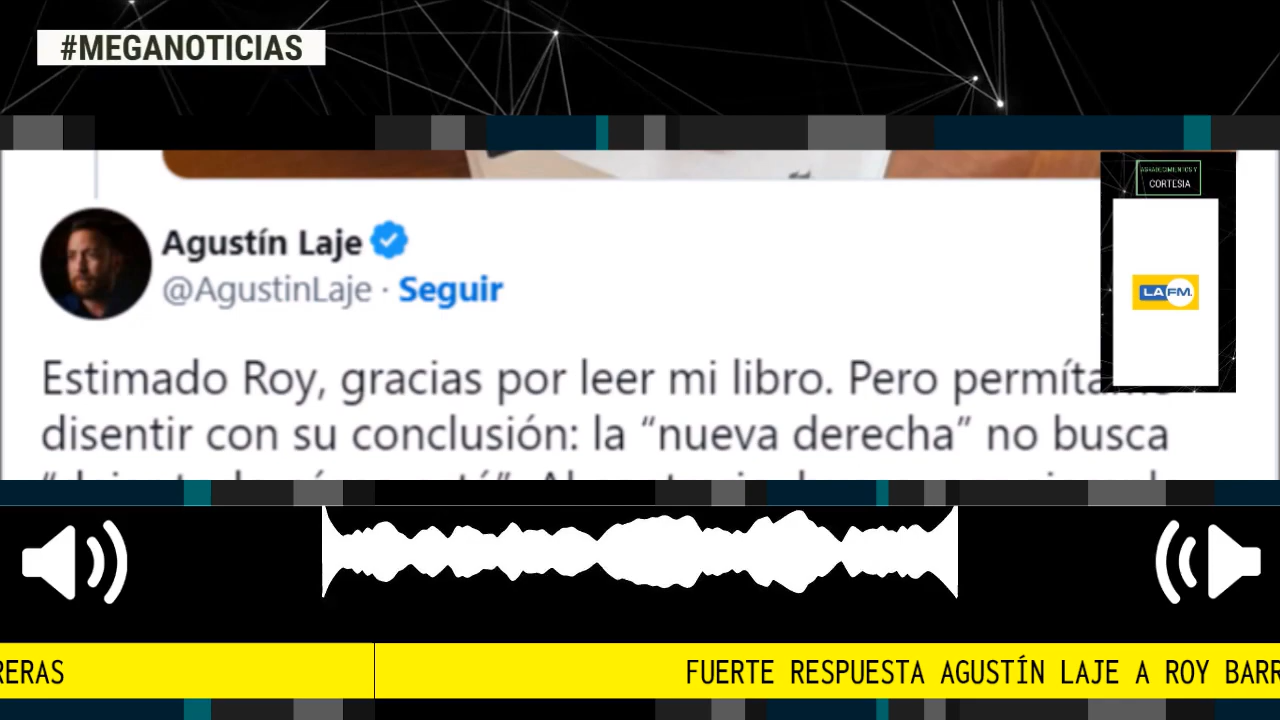 #MEGANOTICIAS
AGRADECIMIENTOS Y
CORTESIA
LA FM.
Agustín Laje
@AgustinLaje · Seguir
Estimado Roy, gracias por leer mi libro. Pero
disentir con su conclusión: la “nueva derecha” no busca
RERAS
FUERTE RESPUESTA AGUSTÍN LAJE A ROY BARR